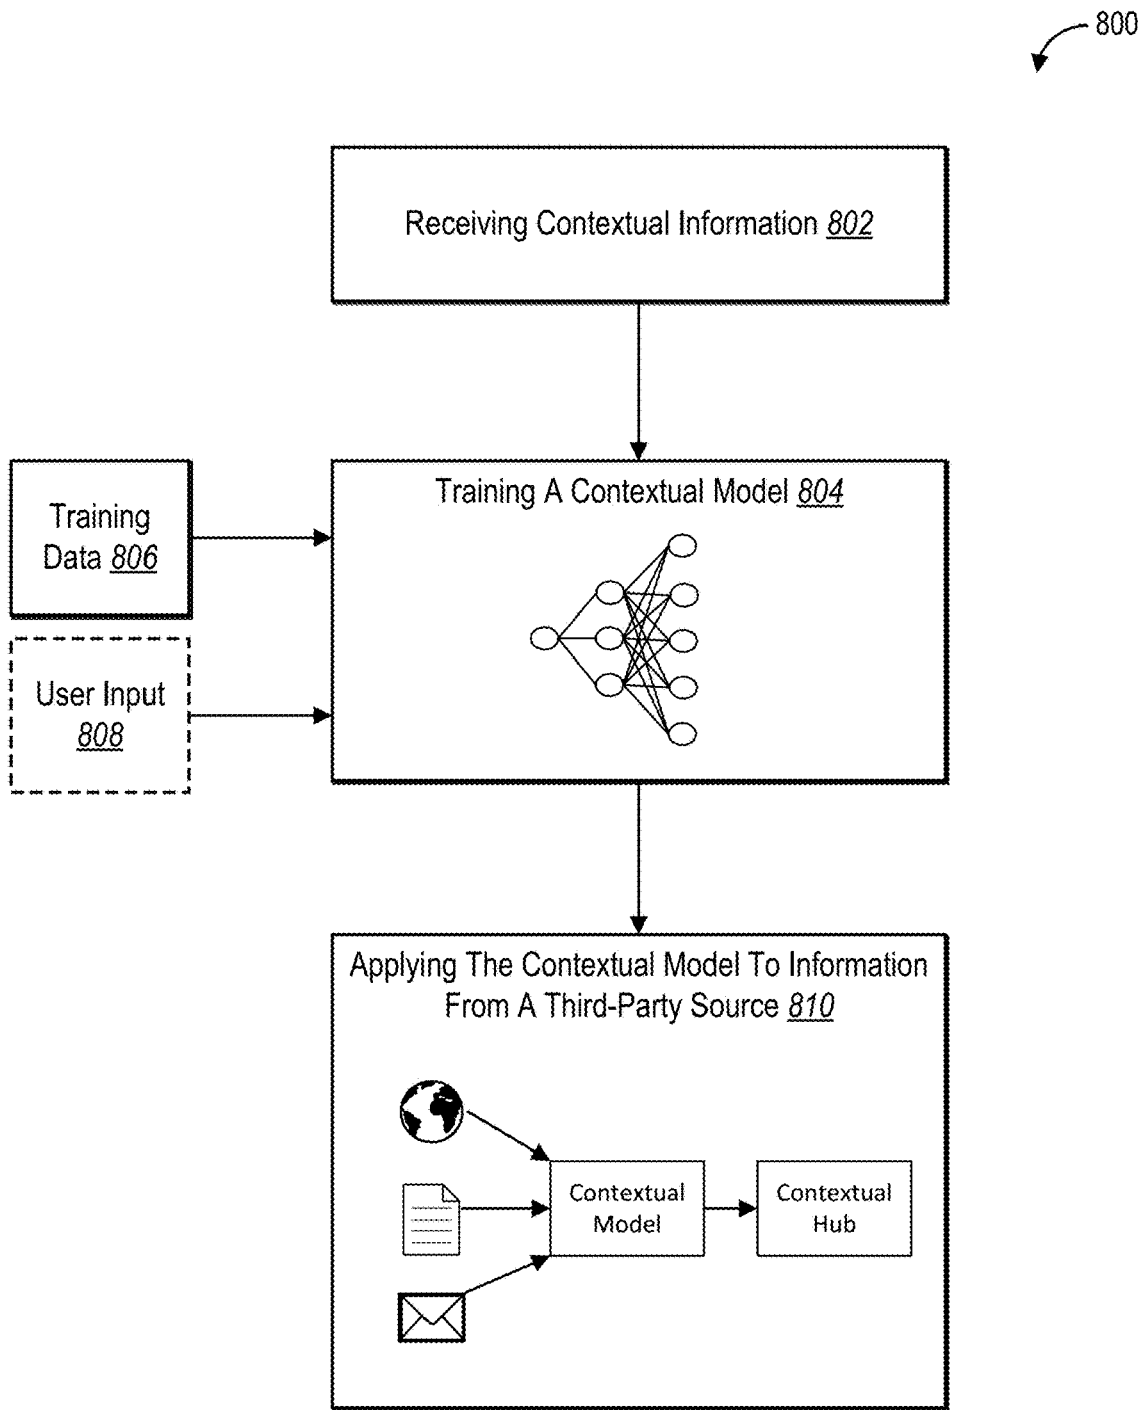 800
Receiving Contextual Information 802
Training A Contextual Model 804
Training
Data 806
User Input
808
Applying The Contextual Model To Information
From A Third-Party Source 810
Contextual
Model
Contextual
Hub